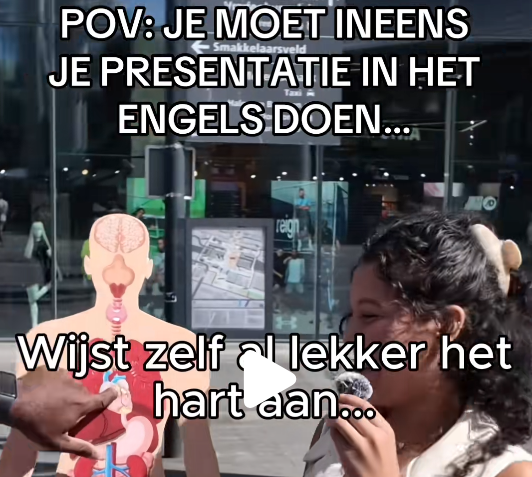 POV: JE MOET INEENS
← Smakkelaarsveld
JE PRESENTATIE IN HET
Taxi
ENGELS DOEN...
reign
Wijst zelf al lekker het
hart aan...